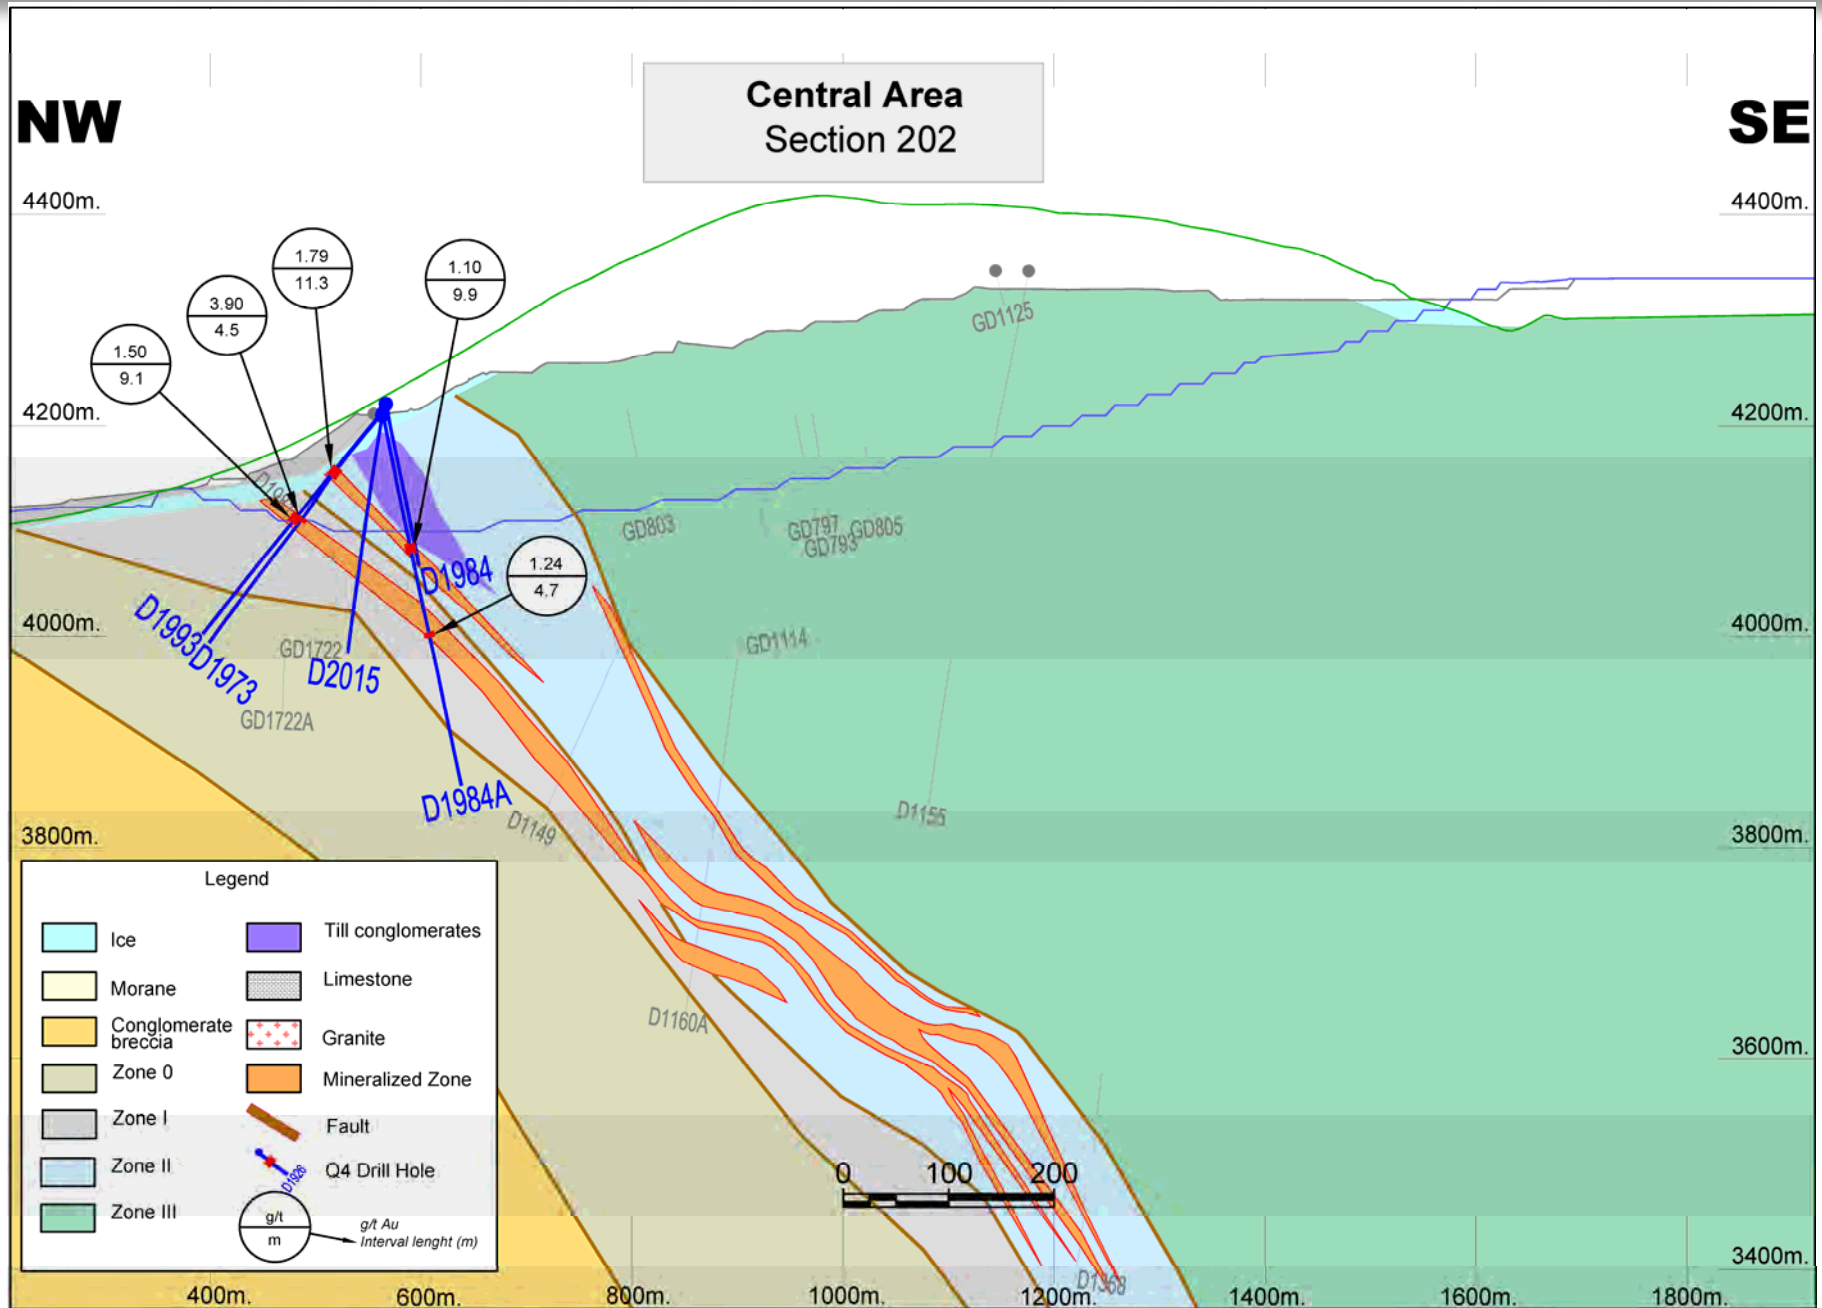 Central Area
Section 202
NW
SE
4400m.
4400m.
1.79
11.3
1.10
9.9
3.90
4.5
1.50
9.1
GD1125
4200m.
4200m.
GD803
GD797
GD805
GD793
D1984
1.24
4.7
4000m.
4000m.
D1993
D1973
GD1722
D2015
GD1114
GD1722A
D1984A
D1149
D1155
3800m.
3800m.
D1160A
3600m.
Legend
Ice
Morane
Conglomerate
breccia
Zone 0
Zone I
Zone II
Zone III
Till conglomerates
Limestone
Granite
Mineralized Zone
Fault
Q4 Drill Hole
D1926
g/t
m
g/t Au
Interval lenght (m)
0 100 200
3400m.
D1368
400m. 600m. 800m. 1000m. 1200m. 1400m. 1600m. 1800m.